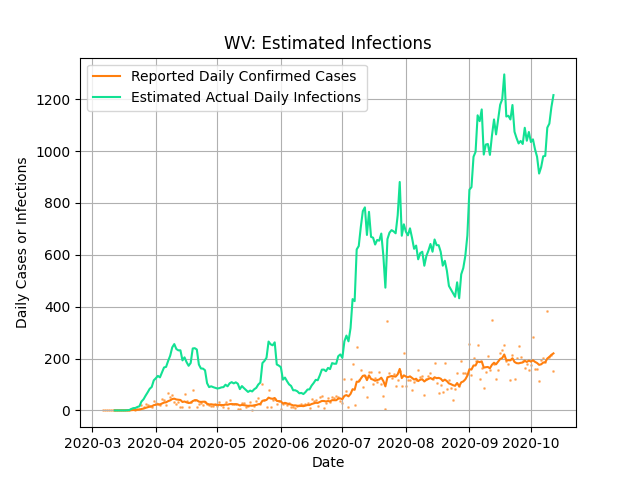 WV: Estimated Infections
Reported Daily Confirmed Cases
Estimated Actual Daily Infections
Daily Cases or Infections
1200
1000
800
600
400
200
0
2020-03 2020-04 2020-05 2020-06 2020-07 2020-08 2020-09 2020-10
Date